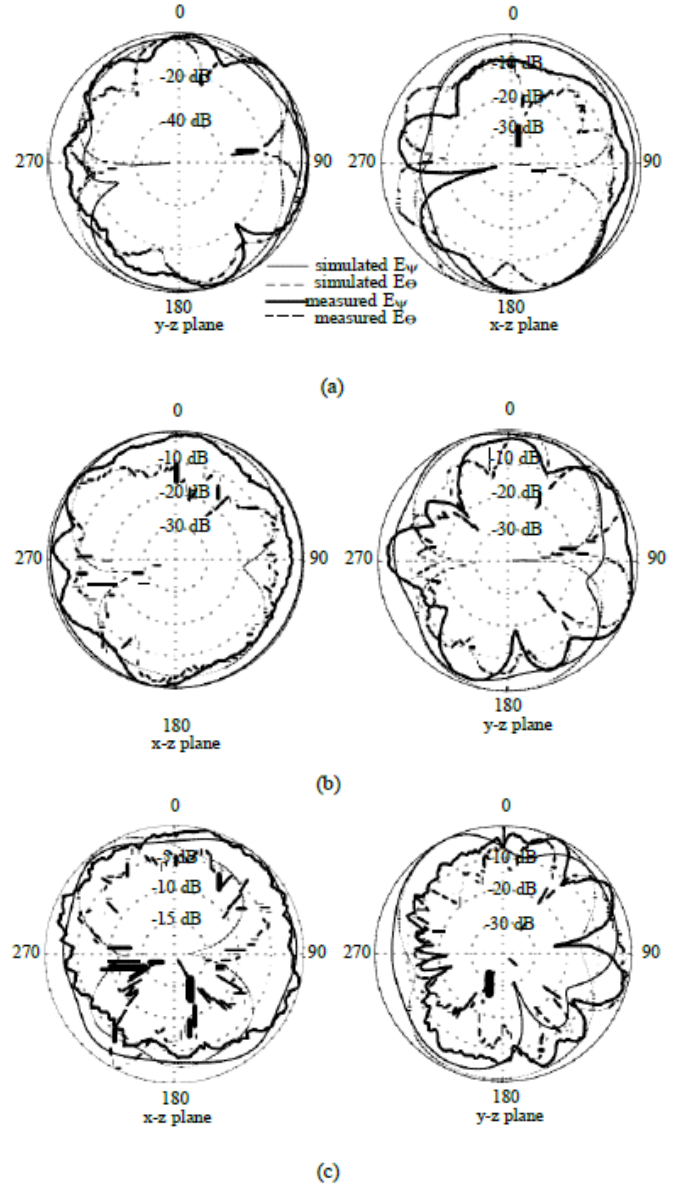 0
0
-20 dB
-40 dB
-10 dB
-20 dB
-30 dB
270
90
270
90
simulated Eψ
simulated EΘ
measured Eψ
measured EΘ
180
y-z plane
180
x-z plane
(a)
0
0
-10 dB
-20 dB
-30 dB
-10 dB
-20 dB
-30 dB
270
90
270
90
180
x-z plane
180
y-z plane
(b)
0
0
-5 dB
-10 dB
-15 dB
-10 dB
-20 dB
-30 dB
270
90
270
90
180
x-z plane
180
y-z plane
(c)